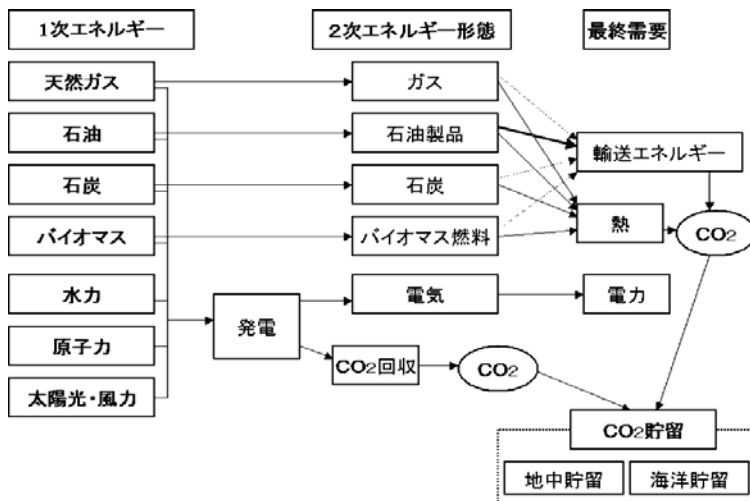 1次エネルギー
2次エネルギー形態
最終需要
天然ガス
ガス
石油
石油製品
輸送エネルギー
石炭
石炭
熱
CO2
バイオマス
バイオマス燃料
水力
発電
電気
電力
原子力
CO2回収
CO2
太陽光・風力
CO2貯留
地中貯留
海洋貯留